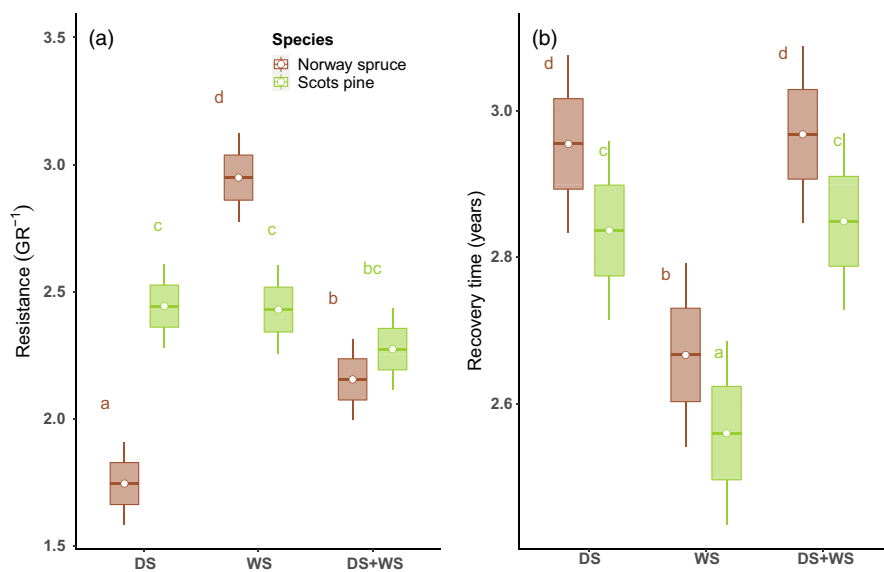 (a)
Species
Norway spruce
Scots pine
Resistance (GR⁻¹)
3.5
3.0
2.5
2.0
1.5
a
c
d
c
b
bc
DS
WS
DS+WS
(b)
Recovery time (years)
3.0
2.8
2.6
d
c
b
a
d
c
DS
WS
DS+WS